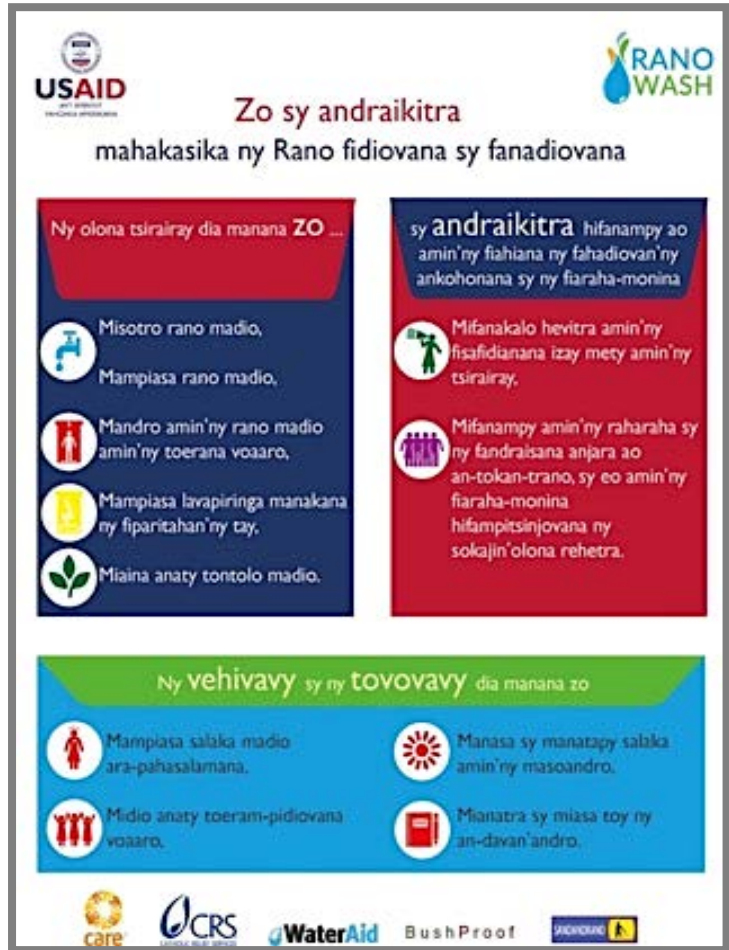 USAID
RANO
WASH
Zo sy andraikitra
mahakasika ny Rano fidiovana sy fanadiovana
Ny olona tsirairay dia manana ZO ...
Misotro rano madio,
Mampiasa rano madio,
Mandro amin'ny rano madio
amin'ny toerana voaaro,
Mampiasa lavapiringa manakana
ny fiparitahan'ny tay,
Miaina anaty tontolo madio.
sy andraikitra hifanampy ao
amin'ny fiahiana ny fahadiovan'ny
ankohonana sy ny fiaraha-monina
Mifanakalo hevitra amin'ny
fisafidianana izay mety amin'ny
tsirairay,
Mifanampy amin'ny raharaha sy
ny fandraisana anjara ao
an-tokan-trano, sy eo amin'ny
fiaraha-monina
hifampitsinjovana ny
sokajin'olona rehetra.
Ny vehivavy sy ny tovovavy dia manana zo
Mampiasa salaka madio
ara-pahasalamana,
Midio anaty toeram-pidiovana
voaaro,
Manasa sy manatapy salaka
amin'ny masoandro,
Mianatra sy miasa toy ny
an-davan'andro.
care
CRS
CATHOLIC RELIEF SERVICES
WaterAid
BushProof
SANDANDRANO